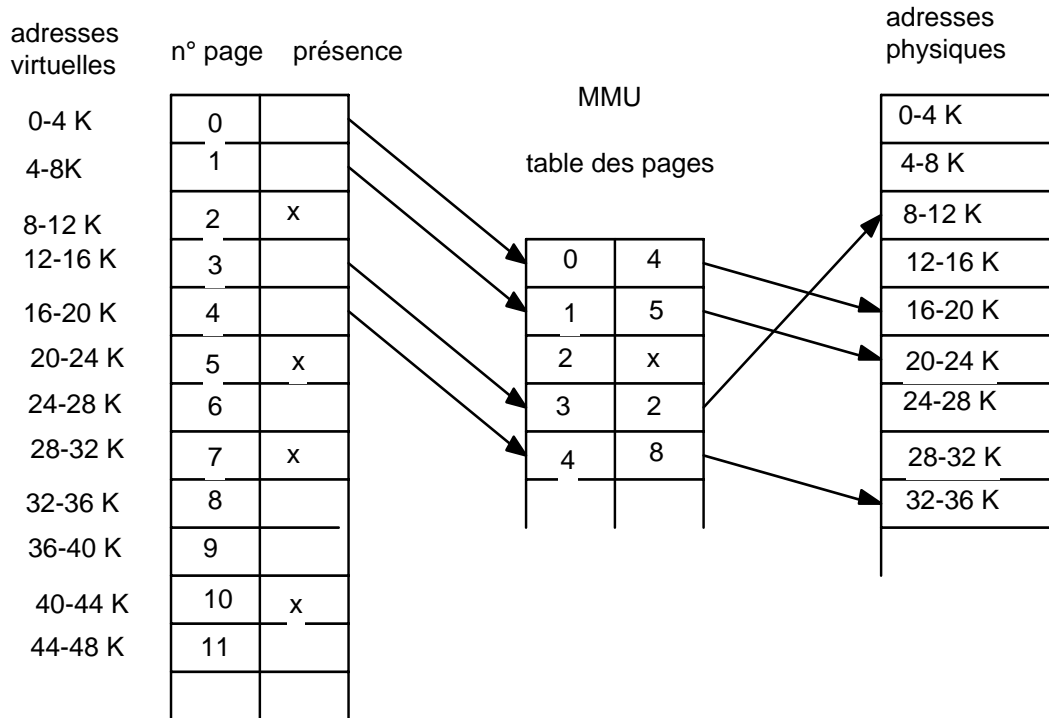 adresses
virtuelles
n° page présence
MMU
table des pages
adresses
physiques
0-4 K 0
4-8K 1
8-12 K 2 x
12-16 K 3
16-20 K 4
20-24 K 5 x
24-28 K 6
28-32 K 7 x
32-36 K 8
36-40 K 9
40-44 K 10 x
44-48 K 11
0 4
1 5
2 x
3 2
4 8
0-4 K
4-8 K
8-12 K
12-16 K
16-20 K
20-24 K
24-28 K
28-32 K
32-36 K